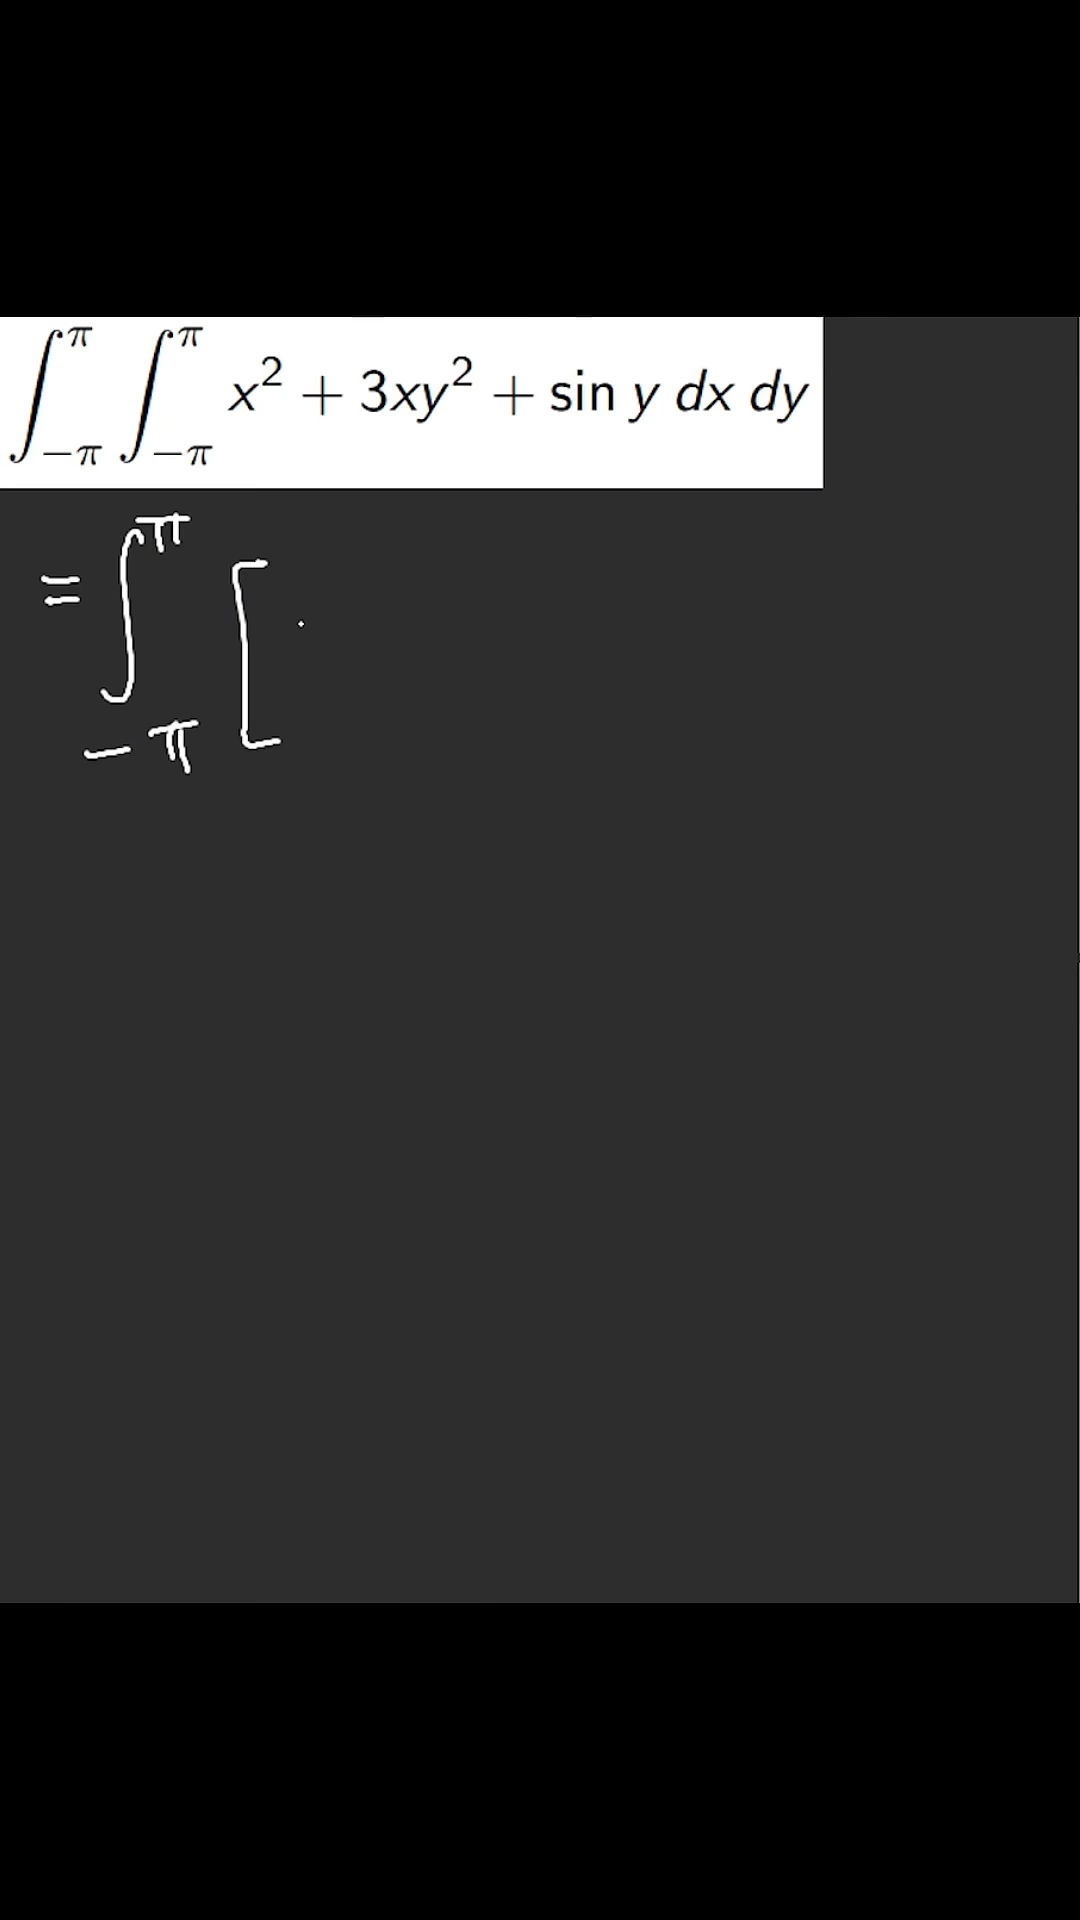 ∫_{-π}^{π} ∫_{-π}^{π} x² + 3xy² + sin y dx dy
= ∫_{-π}^{π} [